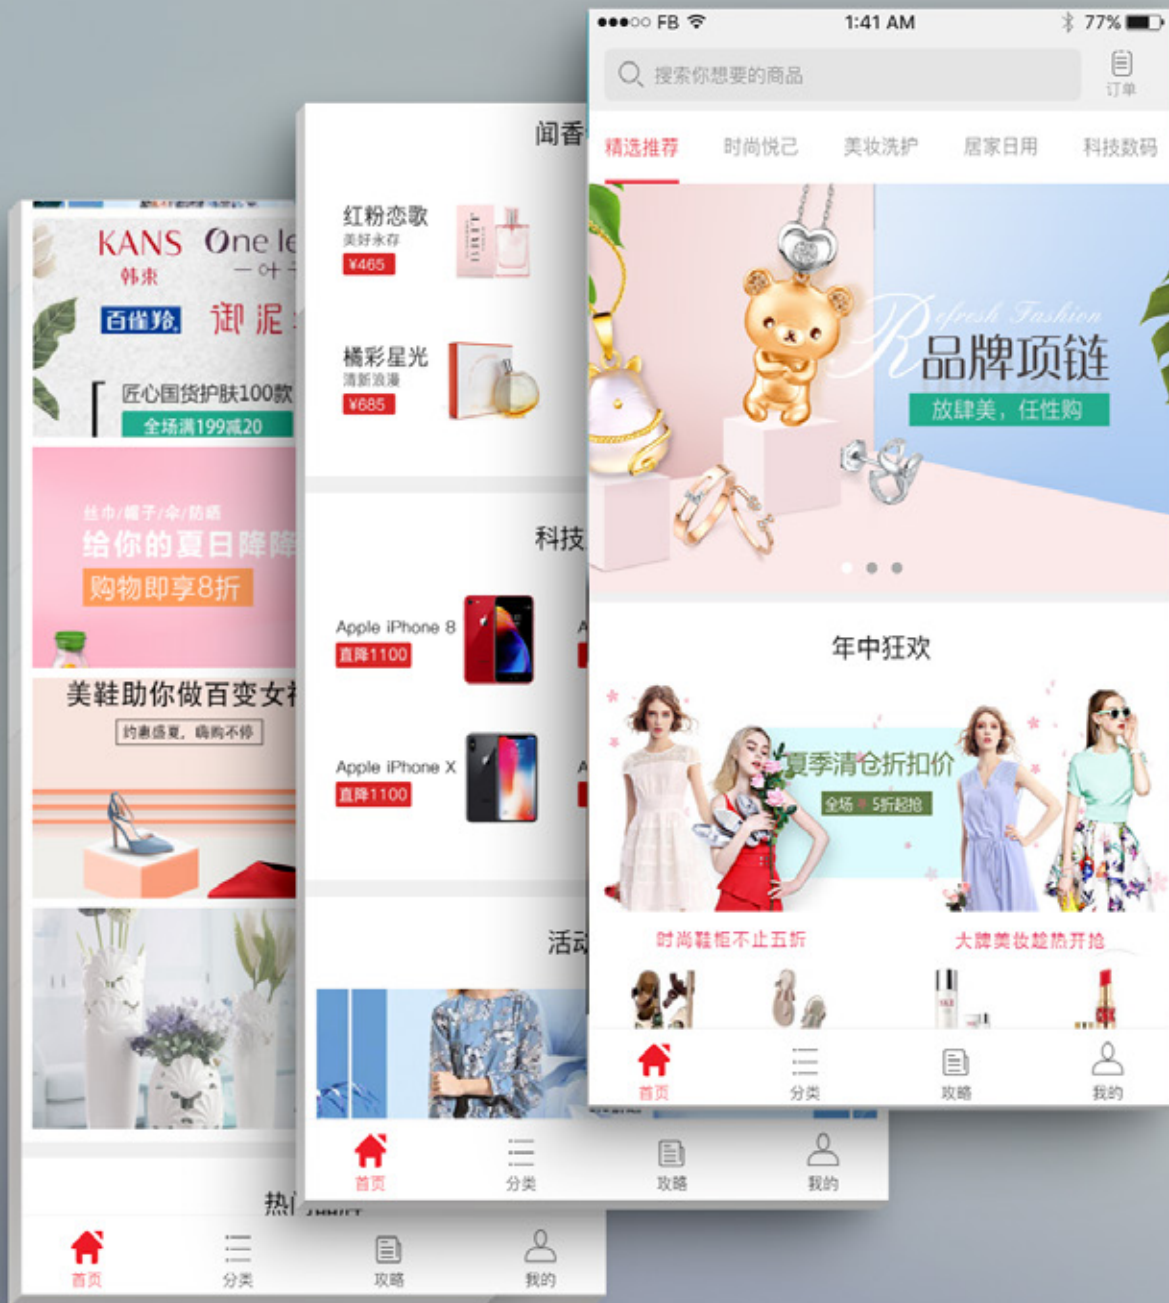 FB
1:41 AM
77%
搜索你想要的商品
订单
精选推荐
时尚悦己
美妆洗护
居家日用
科技数码
Refresh Fashion
品牌项链
放肆美，任性购
年中狂欢
夏季清仓折扣价
全场 5折起抢
时尚鞋柜不止五折
大牌美妆趁热开抢
首页
分类
攻略
我的
闻香
红粉恋歌
美好永存
¥465
橘彩星光
清新浪漫
¥685
科技
Apple iPhone 8
直降1100
Apple iPhone X
直降1100
活动
首页
分类
攻略
我的
KANS
韩束
One le
一叶
百雀羚
御泥
匠心国货护肤100款
全场满199减20
丝巾/帽子/伞/防晒
给你的夏日降降
购物即享8折
美鞋助你做百变女神
约惠盛夏，嗨购不停
热门品牌
首页
分类
攻略
我的